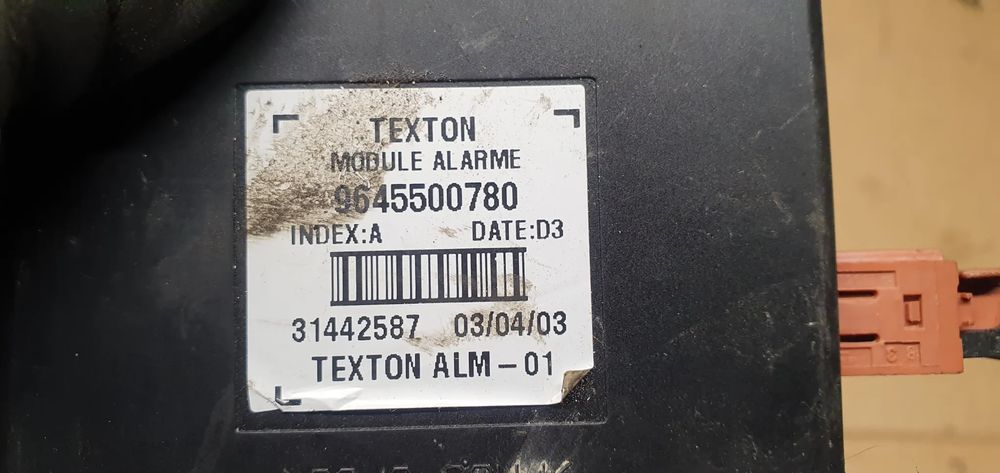 TEXTON
MODULE ALARME
9645500780
INDEX:A DATE:D3
31442587 03/04/03
TEXTON ALM-01